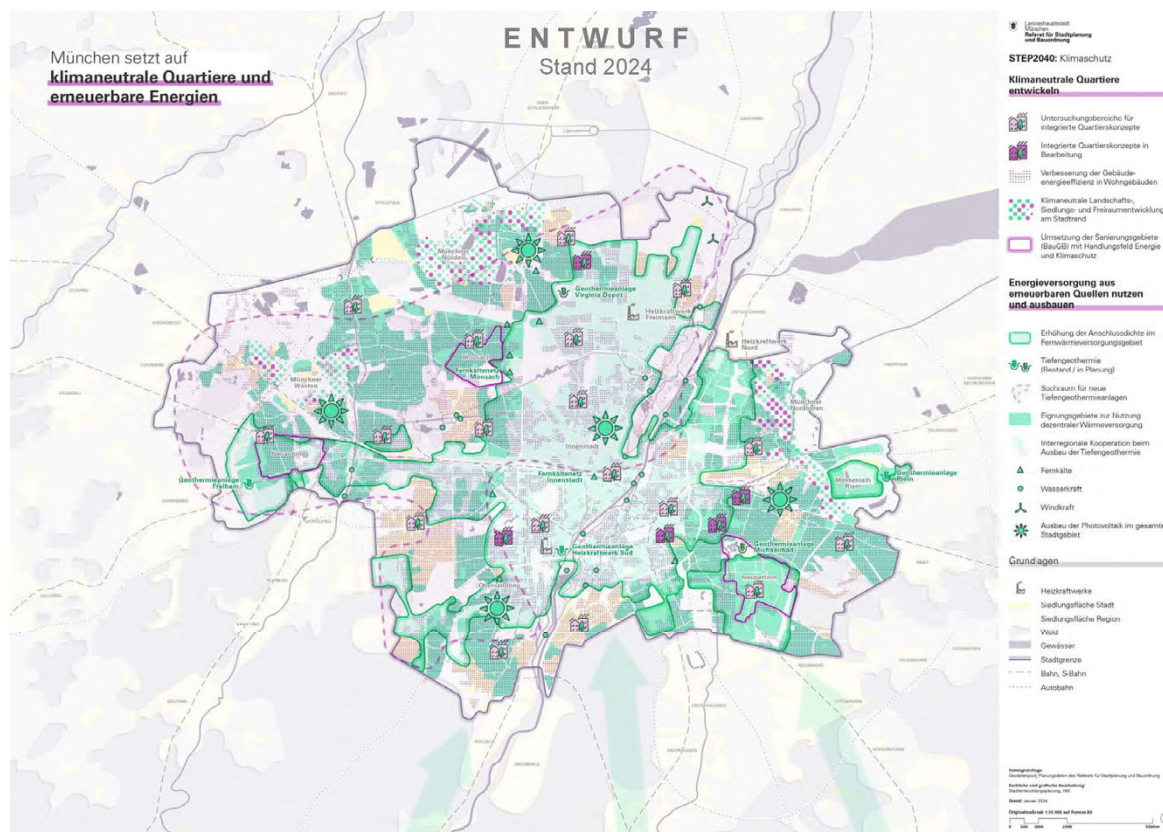 ENTWURF
Stand 2024
München setzt auf
klimaneutrale Quartiere und
erneuerbare Energien
Münchner
Norden
Geothermieanlage
Virginia Depot
Heizkraftwerk
Freimann
Heizkraftwerk
Nord
Moosach
Fernkältenetz
Moosach
Münchner
Westen
Münchner
Nordosten
Innenstadt
Neuaubing
Geothermieanlage
Freiham
Fernkältenetz
Innenstadt
Messestadt
Riem
Geothermieanlage
Riem
Geothermieanlage
Heizkraftwerk Süd
Geothermieanlage
Michaelibad
Neuperlach
Obersendling
Landeshauptstadt
München
Referat für Stadtplanung
und Bauordnung
STEP2040: Klimaschutz
Klimaneutrale Quartiere
entwickeln
Untersuchungsbereiche für
integrierte Quartierskonzepte
Integrierte Quartierskonzepte in
Bearbeitung
Verbesserung der Gebäude-
energieeffizienz in Wohngebäuden
Klimaneutrale Landschafts-,
Siedlungs- und Freiraumentwicklung
am Stadtrand
Umsetzung der Sanierungsgebiete
(BauGB) mit Handlungsfeld Energie
und Klimaschutz
Energieversorgung aus
erneuerbaren Quellen nutzen
und ausbauen
Erhöhung der Anschlussdichte im
Fernwärmeversorgungsgebiet
Tiefengeothermie
(Bestand / in Planung)
Suchraum für neue
Tiefengeothermieanlagen
Eignungsgebiete zur Nutzung
dezentraler Wärmeversorgung
Interregionale Kooperation beim
Ausbau der Tiefengeothermie
Fernkälte
Wasserkraft
Windkraft
Ausbau der Photovoltaik im gesamte
Stadtgebiet
Grundlagen
Heizkraftwerke
Siedlungsfläche Stadt
Siedlungsfläche Region
Wald
Gewässer
Stadtgrenze
Bahn, S-Bahn
Autobahn
Stand: Januar 2024